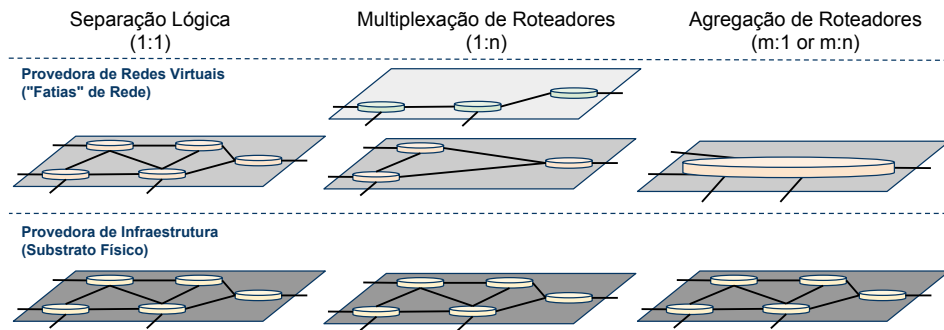 Separação Lógica
(1:1)
Multiplexação de Roteadores
(1:n)
Agregação de Roteadores
(m:1 or m:n)
Provedora de Redes Virtuais
("Fatias" de Rede)
Provedora de Infraestrutura
(Substrato Físico)